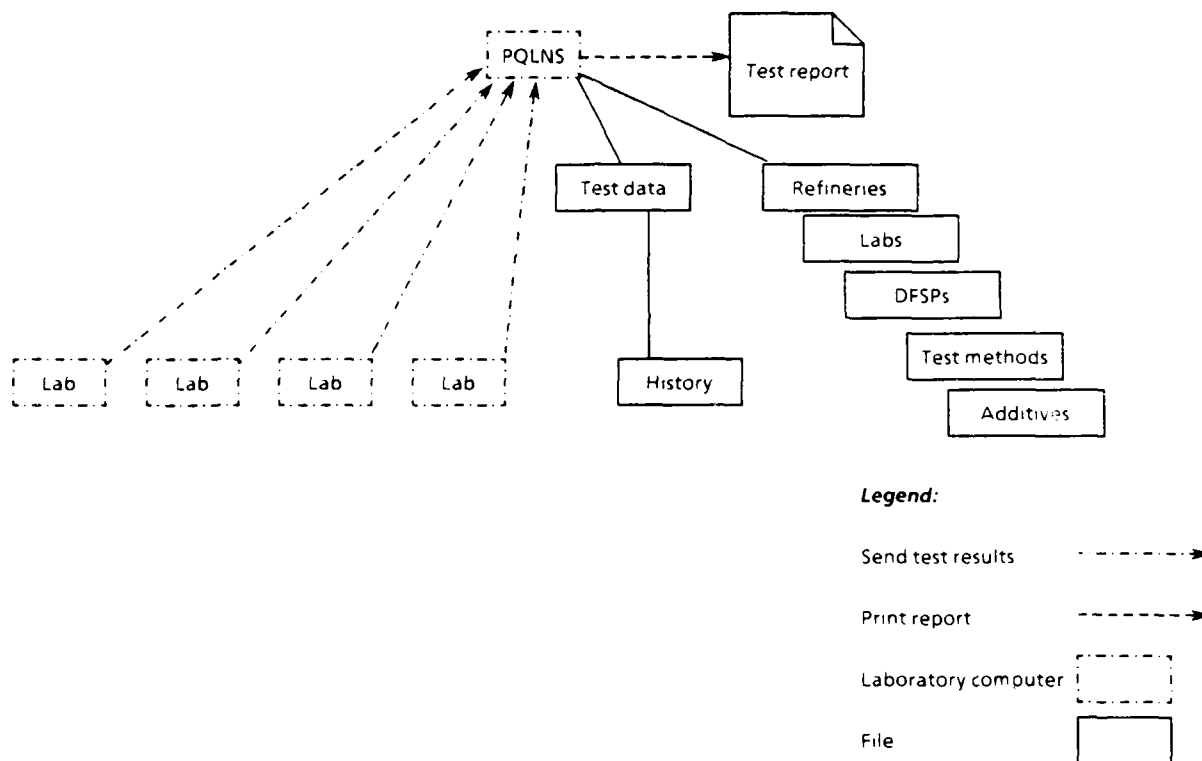 PQLNS
Test report
Test data
Refineries
Labs
DFSPs
Lab
Lab
Lab
Lab
History
Test methods
Additives
Legend:
Send test results
Print report
Laboratory computer
File